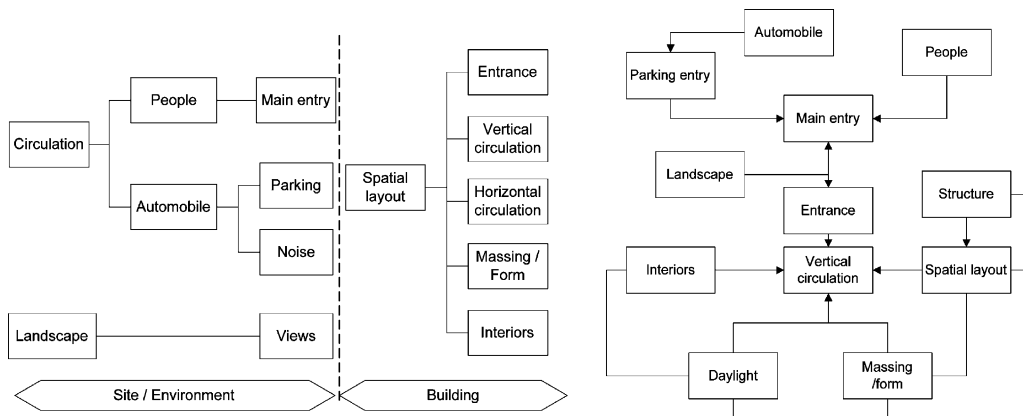 Circulation
People
Main entry
Automobile
Parking
Noise
Landscape
Views
Site / Environment
Spatial
layout
Entrance
Vertical
circulation
Horizontal
circulation
Massing /
Form
Interiors
Building
Automobile
People
Parking entry
Main entry
Landscape
Entrance
Structure
Interiors
Vertical
circulation
Spatial layout
Daylight
Massing
/form